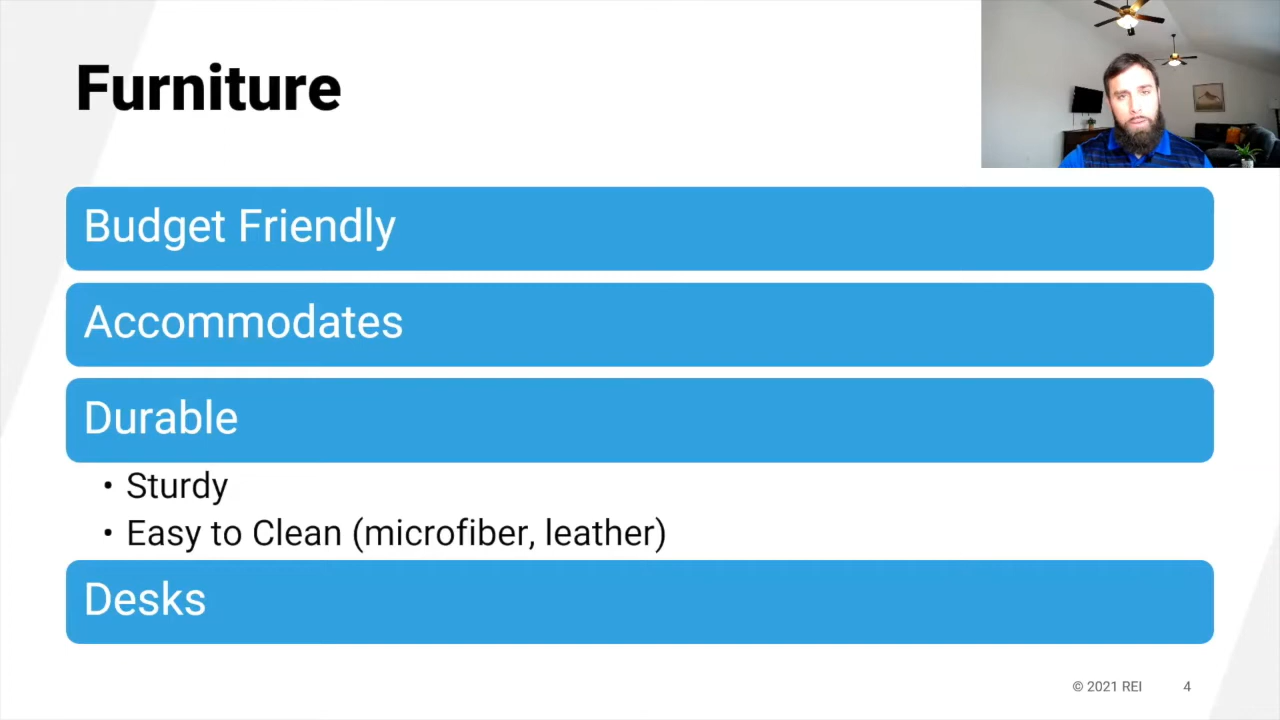 Furniture
Budget Friendly
Accommodates
Durable
• Sturdy
• Easy to Clean (microfiber, leather)
Desks
© 2021 REI 4